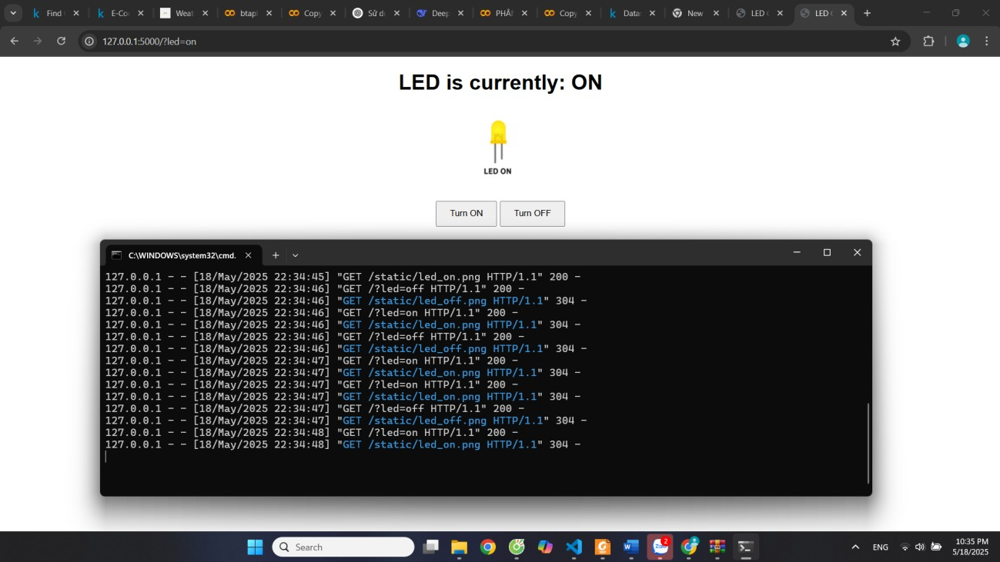 Find
E-Co
Weat
btap
Copy
Sử d
Deep
PHÂ
Copy
Data
New
LED
LED
127.0.0.1:5000/?led=on
LED is currently: ON
LED ON
Turn ON
Turn OFF
C:\WINDOWS\system32\cmd.
127.0.0.1 - - [18/May/2025 22:34:45] "GET /static/led_on.png HTTP/1.1" 200 -
127.0.0.1 - - [18/May/2025 22:34:46] "GET /?led=off HTTP/1.1" 200 -
127.0.0.1 - - [18/May/2025 22:34:46] "GET /static/led_off.png HTTP/1.1" 304 -
127.0.0.1 - - [18/May/2025 22:34:46] "GET /?led=on HTTP/1.1" 200 -
127.0.0.1 - - [18/May/2025 22:34:46] "GET /static/led_on.png HTTP/1.1" 304 -
127.0.0.1 - - [18/May/2025 22:34:46] "GET /?led=off HTTP/1.1" 200 -
127.0.0.1 - - [18/May/2025 22:34:46] "GET /static/led_off.png HTTP/1.1" 304 -
127.0.0.1 - - [18/May/2025 22:34:47] "GET /?led=on HTTP/1.1" 200 -
127.0.0.1 - - [18/May/2025 22:34:47] "GET /static/led_on.png HTTP/1.1" 304 -
127.0.0.1 - - [18/May/2025 22:34:47] "GET /?led=on HTTP/1.1" 200 -
127.0.0.1 - - [18/May/2025 22:34:47] "GET /static/led_on.png HTTP/1.1" 304 -
127.0.0.1 - - [18/May/2025 22:34:47] "GET /?led=off HTTP/1.1" 200 -
127.0.0.1 - - [18/May/2025 22:34:47] "GET /static/led_off.png HTTP/1.1" 304 -
127.0.0.1 - - [18/May/2025 22:34:48] "GET /?led=on HTTP/1.1" 200 -
127.0.0.1 - - [18/May/2025 22:34:48] "GET /static/led_on.png HTTP/1.1" 304 -
Search
Zalo
2
ENG
10:35 PM
5/18/2025